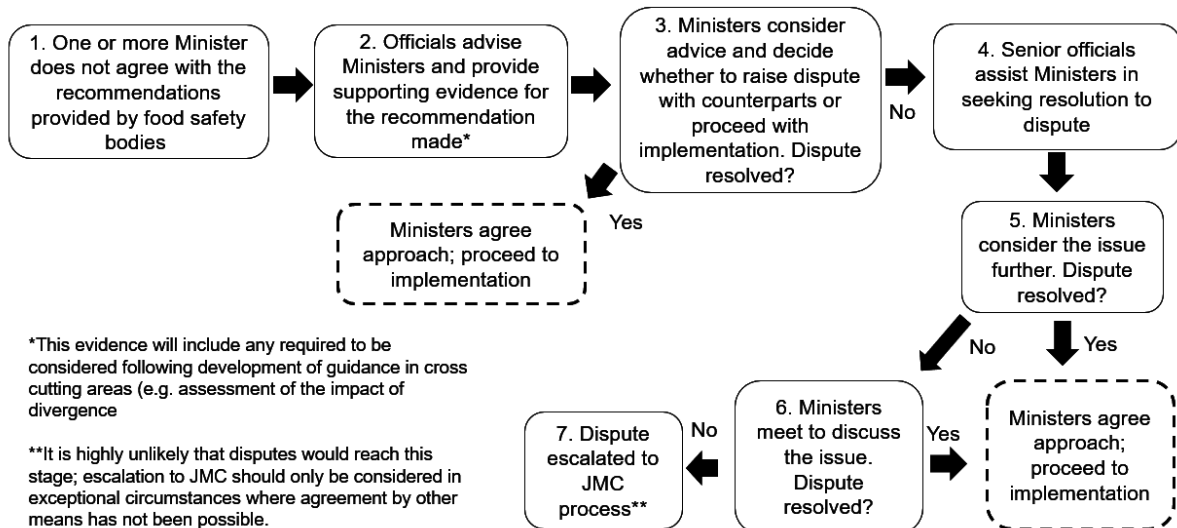 1. One or more Minister
does not agree with the
recommendations
provided by food safety
bodies
2. Officials advise
Ministers and provide
supporting evidence for
the recommendation
made*
3. Ministers consider
advice and decide
whether to raise dispute
with counterparts or
proceed with
implementation. Dispute
resolved?
No
4. Senior officials
assist Ministers in
seeking resolution to
dispute
Yes
Ministers agree
approach; proceed to
implementation
5. Ministers
consider the issue
further. Dispute
resolved?
No
Yes
6. Ministers
meet to discuss
the issue.
Dispute
resolved?
Yes
Ministers agree
approach;
proceed to
implementation
No
7. Dispute
escalated to
JMC
process**
*This evidence will include any required to be
considered following development of guidance in cross
cutting areas (e.g. assessment of the impact of
divergence
**It is highly unlikely that disputes would reach this
stage; escalation to JMC should only be considered in
exceptional circumstances where agreement by other
means has not been possible.